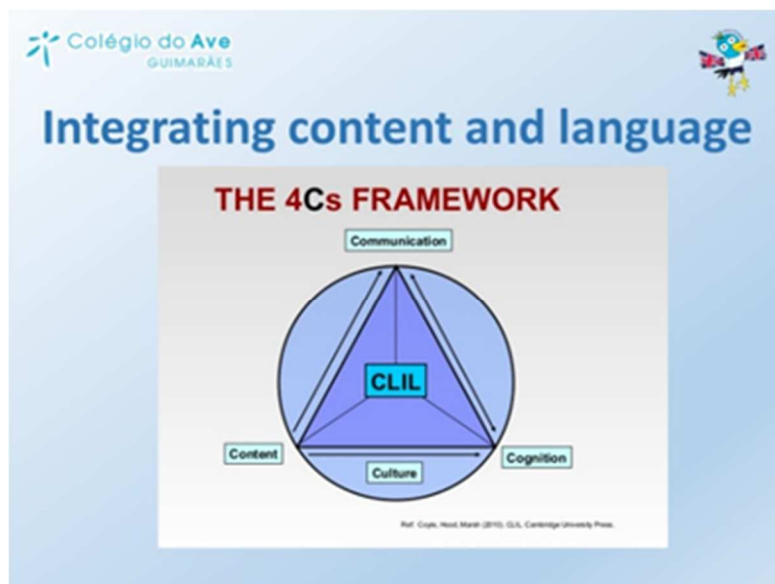 Colégio do Ave
GUIMARÃES
Integrating content and language
THE 4Cs FRAMEWORK
Communication
CLIL
Content
Culture
Cognition
Ref: Coyle, Hood, Marsh (2010). CLIL. Cambridge University Press.